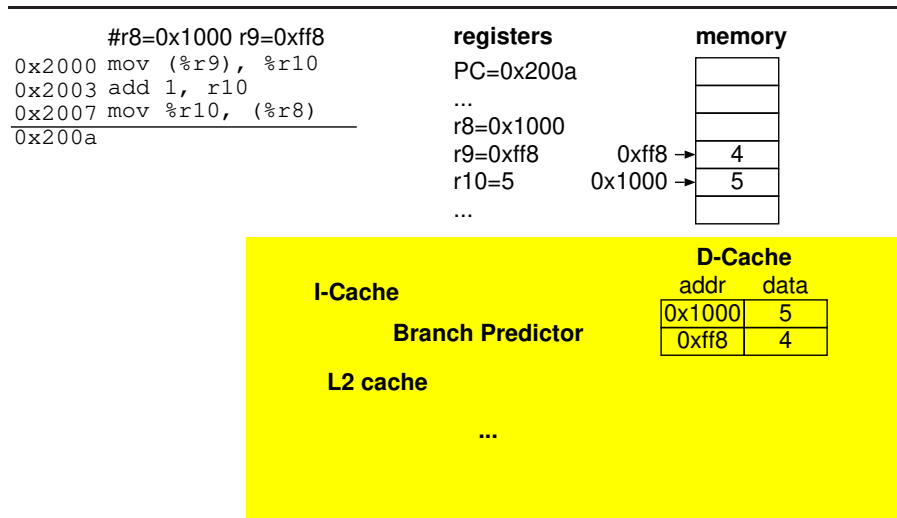 #r8=0x1000 r9=0xff8
0x2000 mov (%r9), %r10
0x2003 add 1, r10
0x2007 mov %r10, (%r8)
0x200a
registers
PC=0x200a
...
r8=0x1000
r9=0xff8
r10=5
...
memory
0xff8 4
0x1000 5
I-Cache
Branch Predictor
L2 cache
...
D-Cache
addr data
0x1000 5
0xff8 4